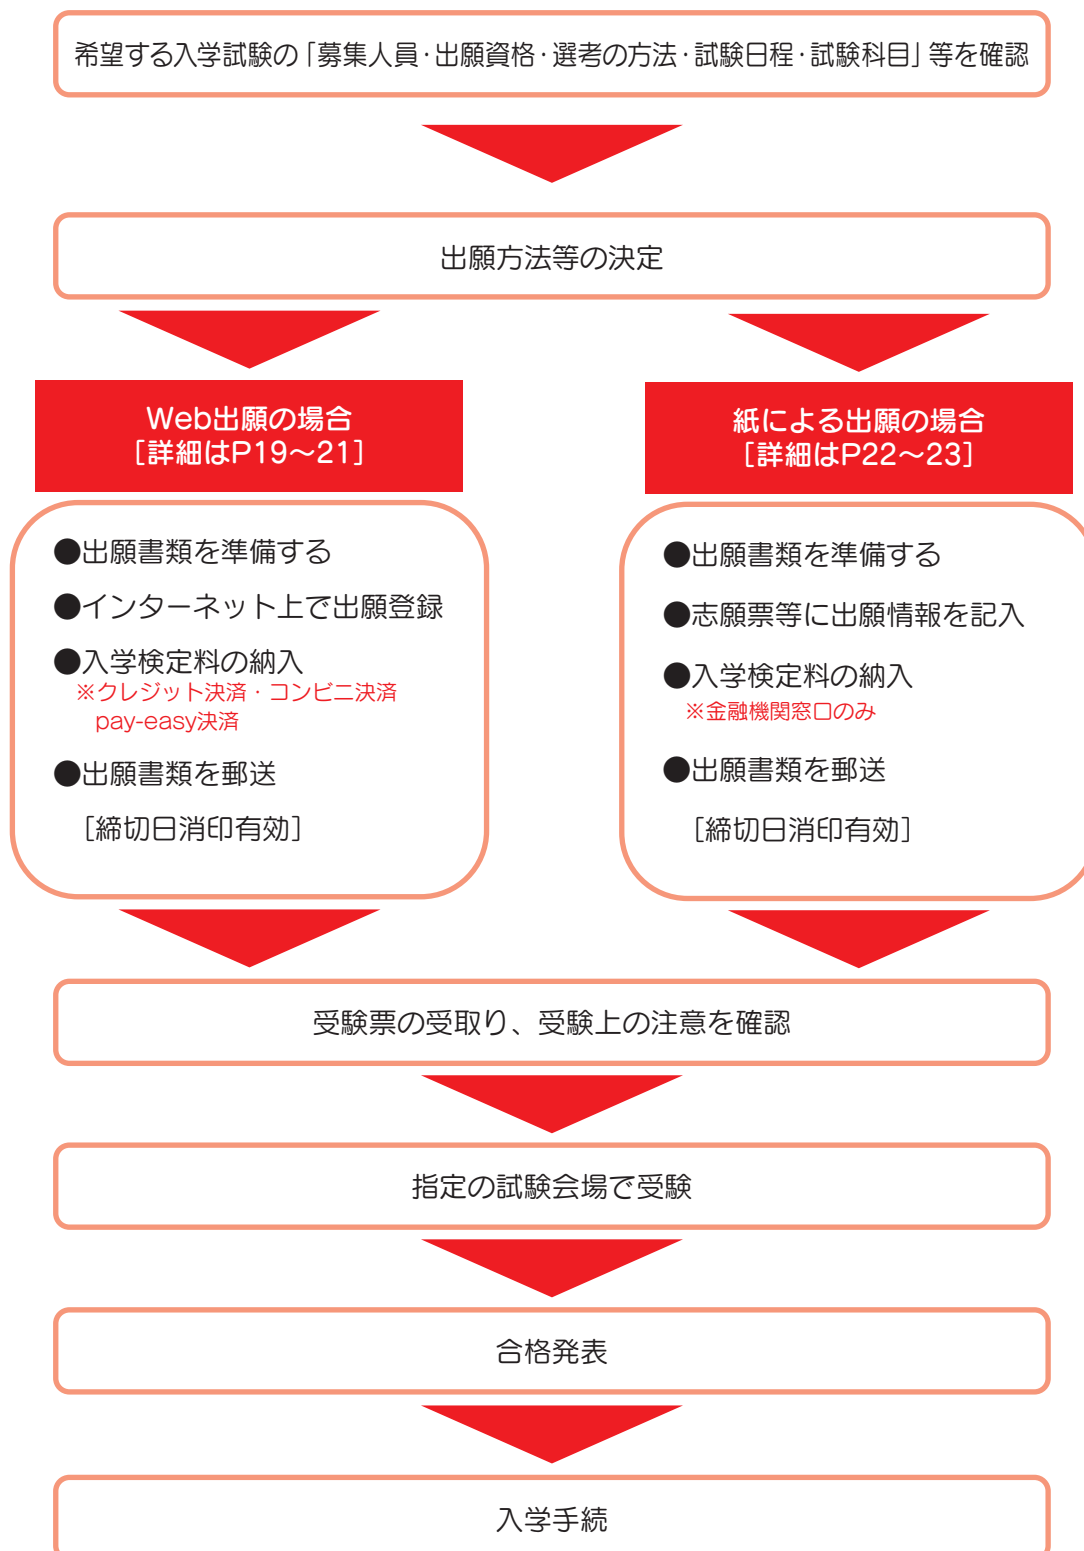 希望する入学試験の「募集人員・出願資格・選考の方法・試験日程・試験科目」等を確認
出願方法等の決定
Web出願の場合
［詳細はP19～21］
●出願書類を準備する
●インターネット上で出願登録
●入学検定料の納入
※クレジット決済・コンビニ決済
pay-easy決済
●出願書類を郵送
［締切日消印有効］
紙による出願の場合
［詳細はP22～23］
●出願書類を準備する
●志願票等に出願情報を記入
●入学検定料の納入
※金融機関窓口のみ
●出願書類を郵送
［締切日消印有効］
受験票の受取り、受験上の注意を確認
指定の試験会場で受験
合格発表
入学手続